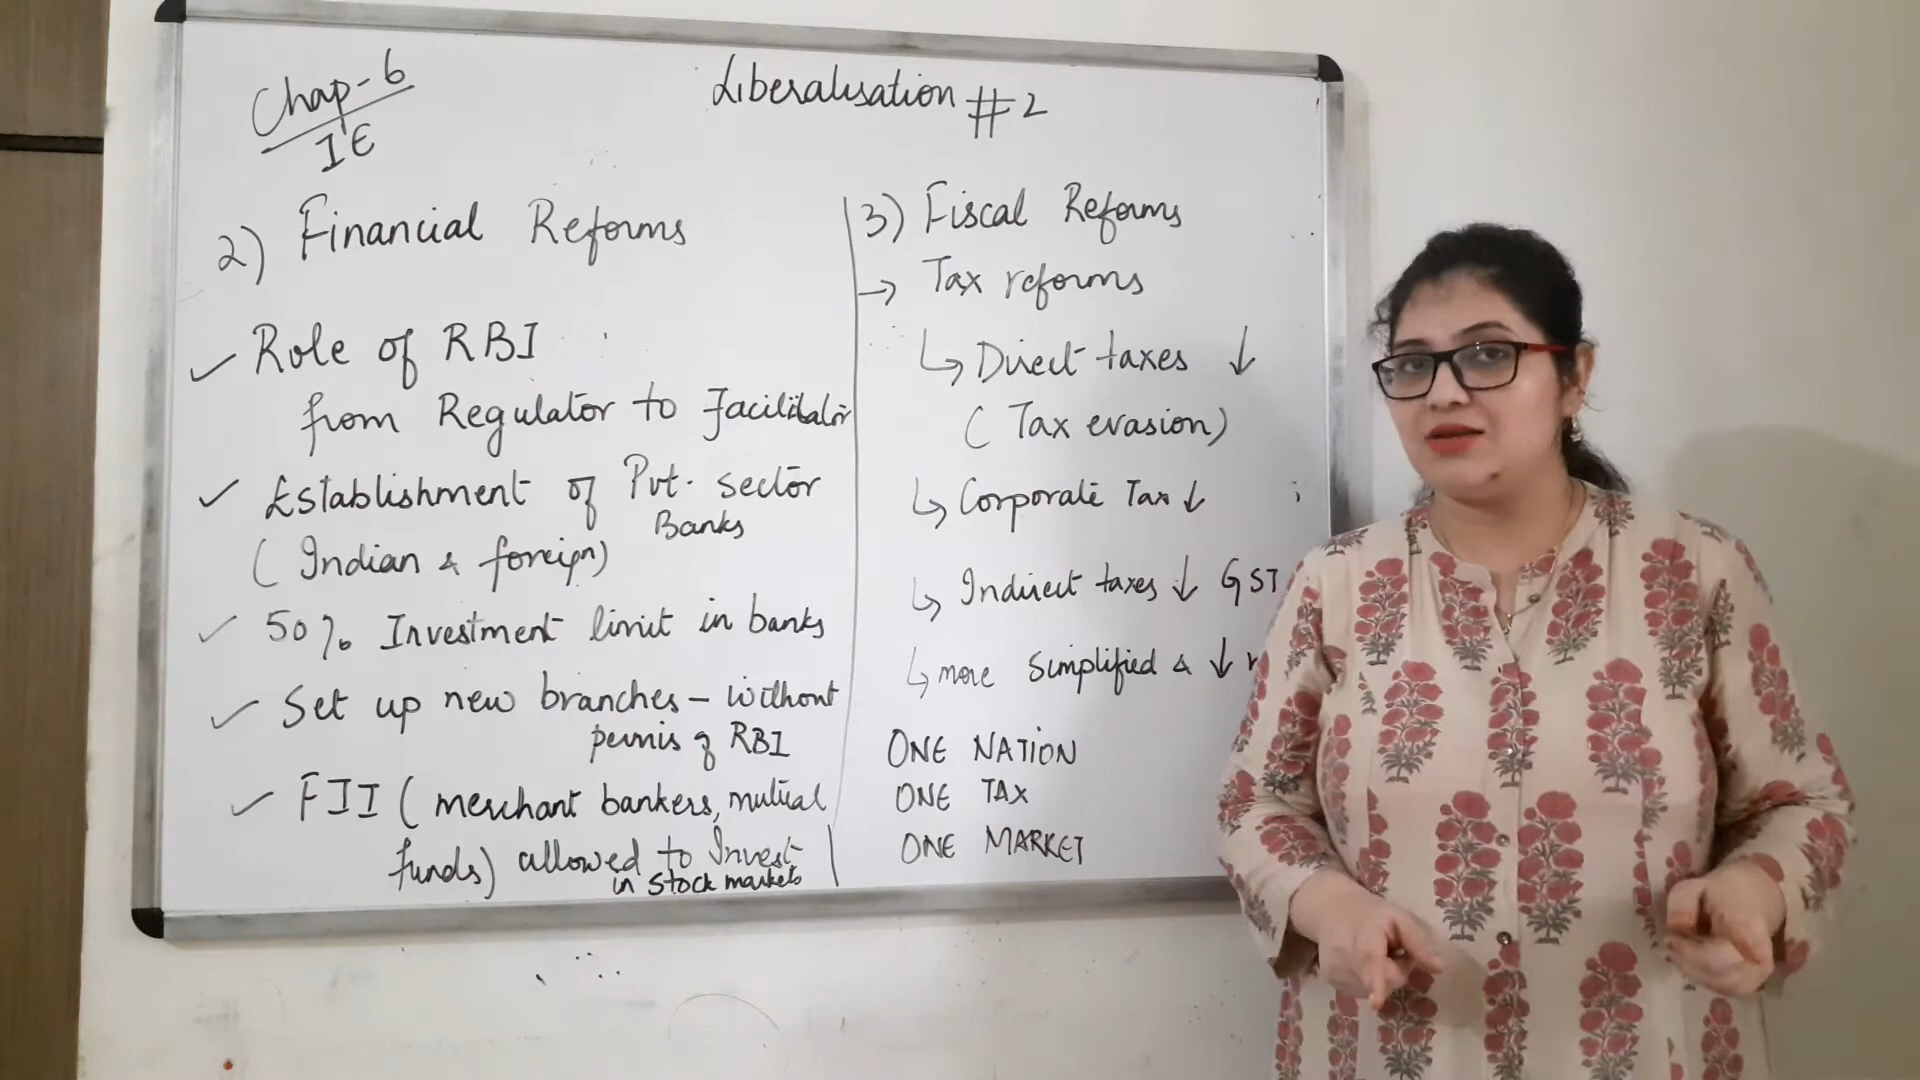 Chap-6
IE
Liberalisation #2
2) Financial Reforms
✓ Role of RBI
from Regulator to Facilitator
✓ Establishment of Pvt. sector
Banks
(Indian & foreign)
✓ 50% Investment limit in banks
✓ Set up new branches - without
permis of RBI
✓ FII (merchant bankers, mutual
funds) allowed to Invest
in stock markets
3) Fiscal Reforms
→ Tax reforms
↳ Direct taxes ↓
(Tax evasion)
↳ Corporate Tax ↓
↳ Indirect taxes ↓ GST
↳ more simplified & ↓
ONE NATION
ONE TAX
ONE MARKET